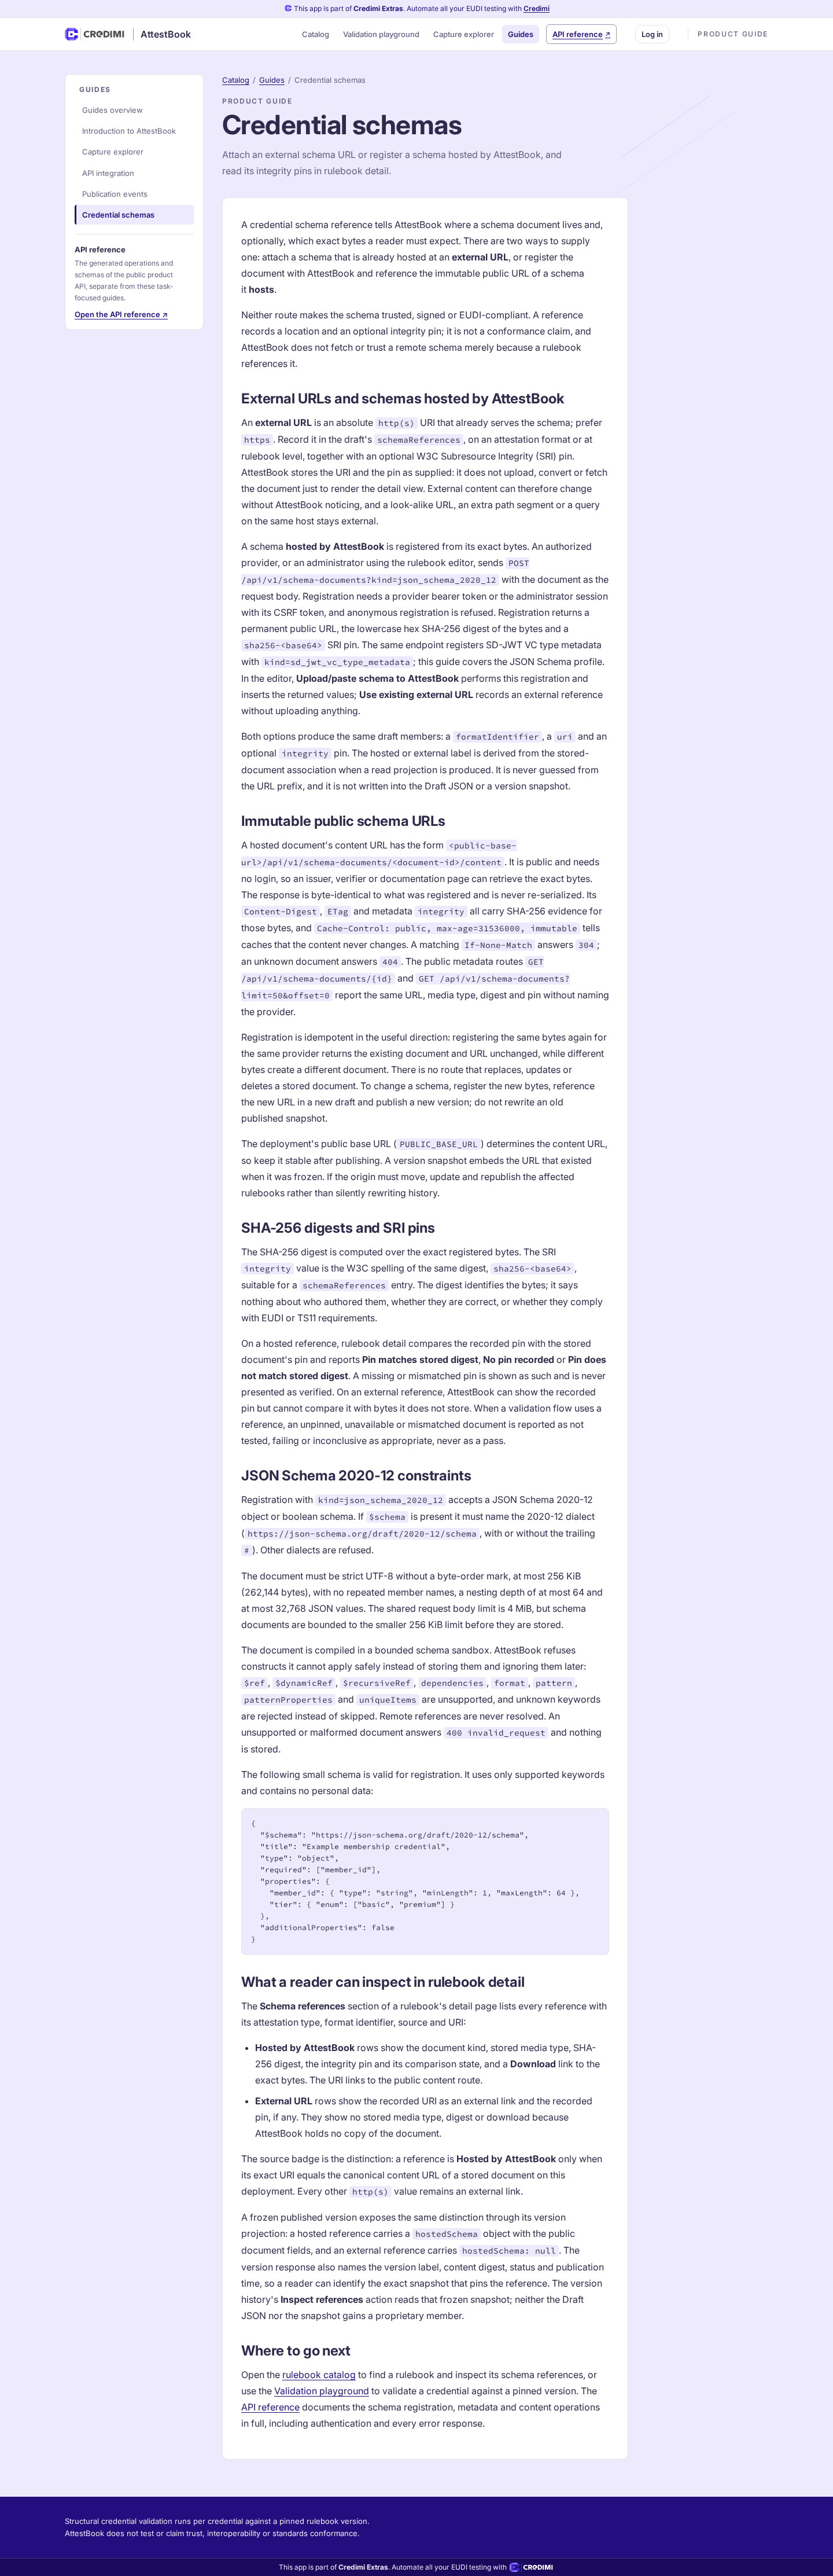 This app is part of Credimi Extras. Automate all your EUDI testing with Credimi
CREDIMI AttestBook
Catalog Validation playground Capture explorer Guides API reference ↗ Log in PRODUCT GUIDE
GUIDES
Guides overview
Introduction to AttestBook
Capture explorer
API integration
Publication events
Credential schemas
API reference
The generated operations and
schemas of the public product
API, separate from these task-
focused guides.
Open the API reference ↗
Catalog / Guides / Credential schemas
PRODUCT GUIDE
Credential schemas
Attach an external schema URL or register a schema hosted by AttestBook, and
read its integrity pins in rulebook detail.
A credential schema reference tells AttestBook where a schema document lives and,
optionally, which exact bytes a reader must expect. There are two ways to supply
one: attach a schema that is already hosted at an external URL, or register the
document with AttestBook and reference the immutable public URL of a schema
it hosts.
Neither route makes the schema trusted, signed or EUDI-compliant. A reference
records a location and an optional integrity pin; it is not a conformance claim, and
AttestBook does not fetch or trust a remote schema merely because a rulebook
references it.
External URLs and schemas hosted by AttestBook
An external URL is an absolute http(s) URI that already serves the schema; prefer
https. Record it in the draft's schemaReferences, on an attestation format or at
rulebook level, together with an optional W3C Subresource Integrity (SRI) pin.
AttestBook stores the URI and the pin as supplied: it does not upload, convert or fetch
the document just to render the detail view. External content can therefore change
without AttestBook noticing, and a look-alike URL, an extra path segment or a query
on the same host stays external.
A schema hosted by AttestBook is registered from its exact bytes. An authorized
provider, or an administrator using the rulebook editor, sends POST
/api/v1/schema-documents?kind=json_schema_2020_12 with the document as the
request body. Registration needs a provider bearer token or the administrator session
with its CSRF token, and anonymous registration is refused. Registration returns a
permanent public URL, the lowercase hex SHA-256 digest of the bytes and a
sha256-<base64> SRI pin. The same endpoint registers SD-JWT VC type metadata
with kind=sd_jwt_vc_type_metadata; this guide covers the JSON Schema profile.
In the editor, Upload/paste schema to AttestBook performs this registration and
inserts the returned values; Use existing external URL records an external reference
without uploading anything.
Both options produce the same draft members: a formatIdentifier, a uri and an
optional integrity pin. The hosted or external label is derived from the stored-
document association when a read projection is produced. It is never guessed from
the URL prefix, and it is not written into the Draft JSON or a version snapshot.
Immutable public schema URLs
A hosted document's content URL has the form <public-base-
url>/api/v1/schema-documents/<document-id>/content. It is public and needs
no login, so an issuer, verifier or documentation page can retrieve the exact bytes.
The response is byte-identical to what was registered and is never re-serialized. Its
Content-Digest, ETag and metadata integrity all carry SHA-256 evidence for
those bytes, and Cache-Control: public, max-age=31536000, immutable tells
caches that the content never changes. A matching If-None-Match answers 304;
an unknown document answers 404. The public metadata routes GET
/api/v1/schema-documents/{id} and GET /api/v1/schema-documents?
limit=50&offset=0 report the same URL, media type, digest and pin without naming
the provider.
Registration is idempotent in the useful direction: registering the same bytes again for
the same provider returns the existing document and URL unchanged, while different
bytes create a different document. There is no route that replaces, updates or
deletes a stored document. To change a schema, register the new bytes, reference
the new URL in a new draft and publish a new version; do not rewrite an old
published snapshot.
The deployment's public base URL (PUBLIC_BASE_URL) determines the content URL,
so keep it stable after publishing. A version snapshot embeds the URL that existed
when it was frozen. If the origin must move, update and republish the affected
rulebooks rather than silently rewriting history.
SHA-256 digests and SRI pins
The SHA-256 digest is computed over the exact registered bytes. The SRI
integrity value is the W3C spelling of the same digest, sha256-<base64>,
suitable for a schemaReferences entry. The digest identifies the bytes; it says
nothing about who authored them, whether they are correct, or whether they comply
with EUDI or TS11 requirements.
On a hosted reference, rulebook detail compares the recorded pin with the stored
document's pin and reports Pin matches stored digest, No pin recorded or Pin does
not match stored digest. A missing or mismatched pin is shown as such and is never
presented as verified. On an external reference, AttestBook can show the recorded
pin but cannot compare it with bytes it does not store. When a validation flow uses a
reference, an unpinned, unavailable or mismatched document is reported as not
tested, failing or inconclusive as appropriate, never as a pass.
JSON Schema 2020-12 constraints
Registration with kind=json_schema_2020_12 accepts a JSON Schema 2020-12
object or boolean schema. If $schema is present it must name the 2020-12 dialect
(https://json-schema.org/draft/2020-12/schema, with or without the trailing
#). Other dialects are refused.
The document must be strict UTF-8 without a byte-order mark, at most 256 KiB
(262,144 bytes), with no repeated member names, a nesting depth of at most 64 and
at most 32,768 JSON values. The shared request body limit is 4 MiB, but schema
documents are bounded to the smaller 256 KiB limit before they are stored.
The document is compiled in a bounded schema sandbox. AttestBook refuses
constructs it cannot apply safely instead of storing them and ignoring them later:
$ref, $dynamicRef, $recursiveRef, dependencies, format, pattern,
patternProperties and uniqueItems are unsupported, and unknown keywords
are rejected instead of skipped. Remote references are never resolved. An
unsupported or malformed document answers 400 invalid_request and nothing
is stored.
The following small schema is valid for registration. It uses only supported keywords
and contains no personal data:
{
  "$schema": "https://json-schema.org/draft/2020-12/schema",
  "title": "Example membership credential",
  "type": "object",
  "required": ["member_id"],
  "properties": {
    "member_id": { "type": "string", "minLength": 1, "maxLength": 64 },
    "tier": { "enum": ["basic", "premium"] }
  },
  "additionalProperties": false
}
What a reader can inspect in rulebook detail
The Schema references section of a rulebook's detail page lists every reference with
its attestation type, format identifier, source and URI:
• Hosted by AttestBook rows show the document kind, stored media type, SHA-
256 digest, the integrity pin and its comparison state, and a Download link to the
exact bytes. The URI links to the public content route.
• External URL rows show the recorded URI as an external link and the recorded
pin, if any. They show no stored media type, digest or download because
AttestBook holds no copy of the document.
The source badge is the distinction: a reference is Hosted by AttestBook only when
its exact URI equals the canonical content URL of a stored document on this
deployment. Every other http(s) value remains an external link.
A frozen published version exposes the same distinction through its version
projection: a hosted reference carries a hostedSchema object with the public
document fields, and an external reference carries hostedSchema: null. The
version response also names the version label, content digest, status and publication
time, so a reader can identify the exact snapshot that pins the reference. The version
history's Inspect references action reads that frozen snapshot; neither the Draft
JSON nor the snapshot gains a proprietary member.
Where to go next
Open the rulebook catalog to find a rulebook and inspect its schema references, or
use the Validation playground to validate a credential against a pinned version. The
API reference documents the schema registration, metadata and content operations
in full, including authentication and every error response.
Structural credential validation runs per credential against a pinned rulebook version.
AttestBook does not test or claim trust, interoperability or standards conformance.
This app is part of Credimi Extras. Automate all your EUDI testing with CREDIMI